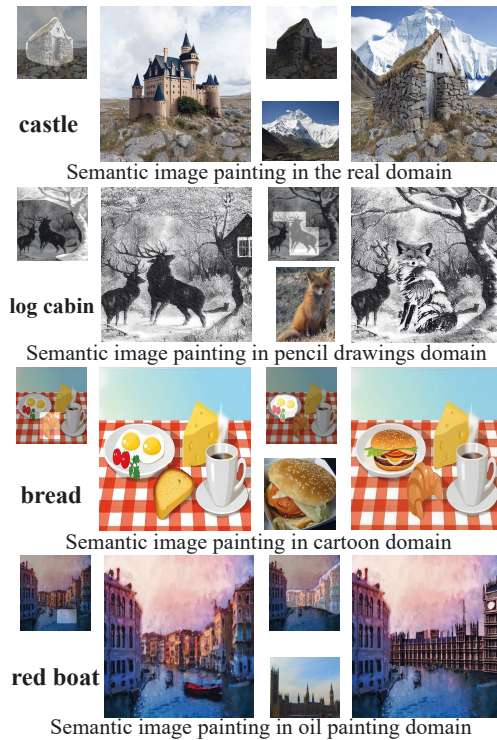 castle
Semantic image painting in the real domain
log cabin
Semantic image painting in pencil drawings domain
bread
Semantic image painting in cartoon domain
red boat
Semantic image painting in oil painting domain